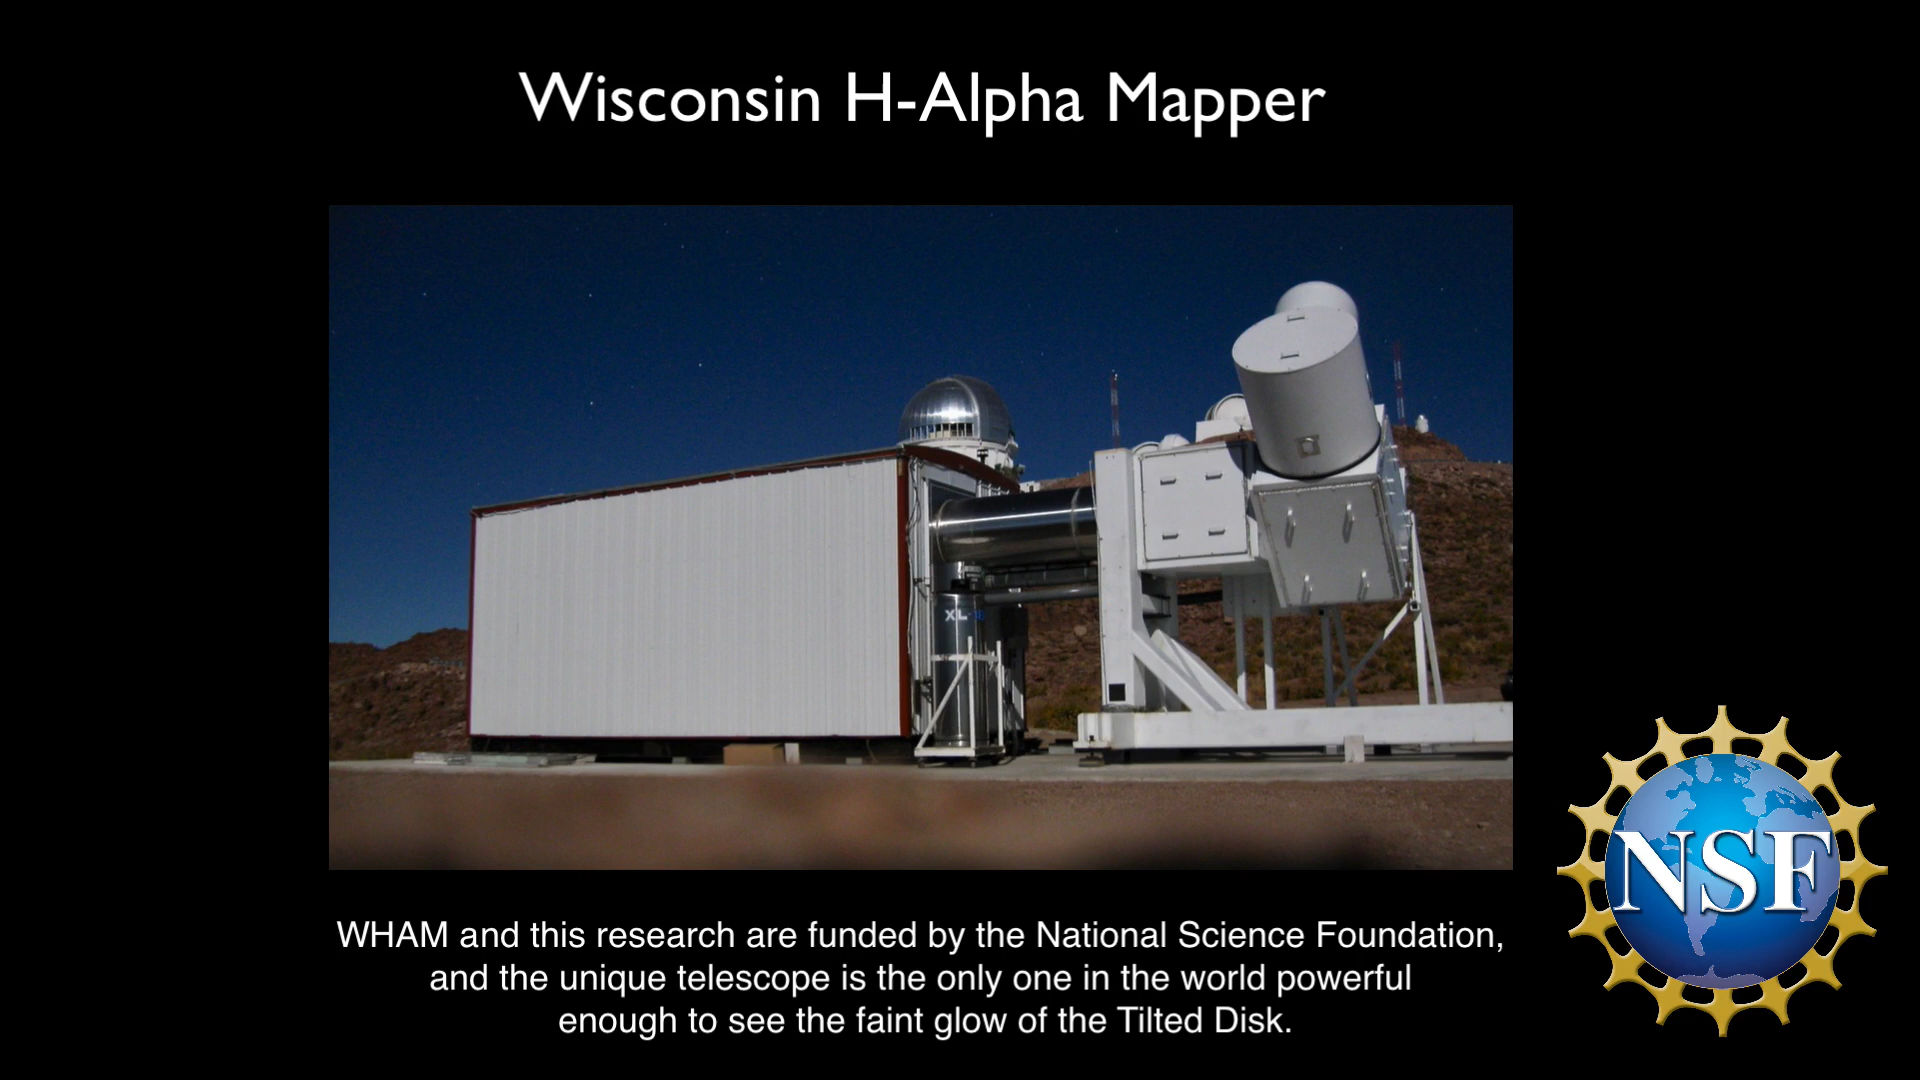 Wisconsin H-Alpha Mapper
XL-
WHAM and this research are funded by the National Science Foundation,
and the unique telescope is the only one in the world powerful
enough to see the faint glow of the Tilted Disk.
NSF